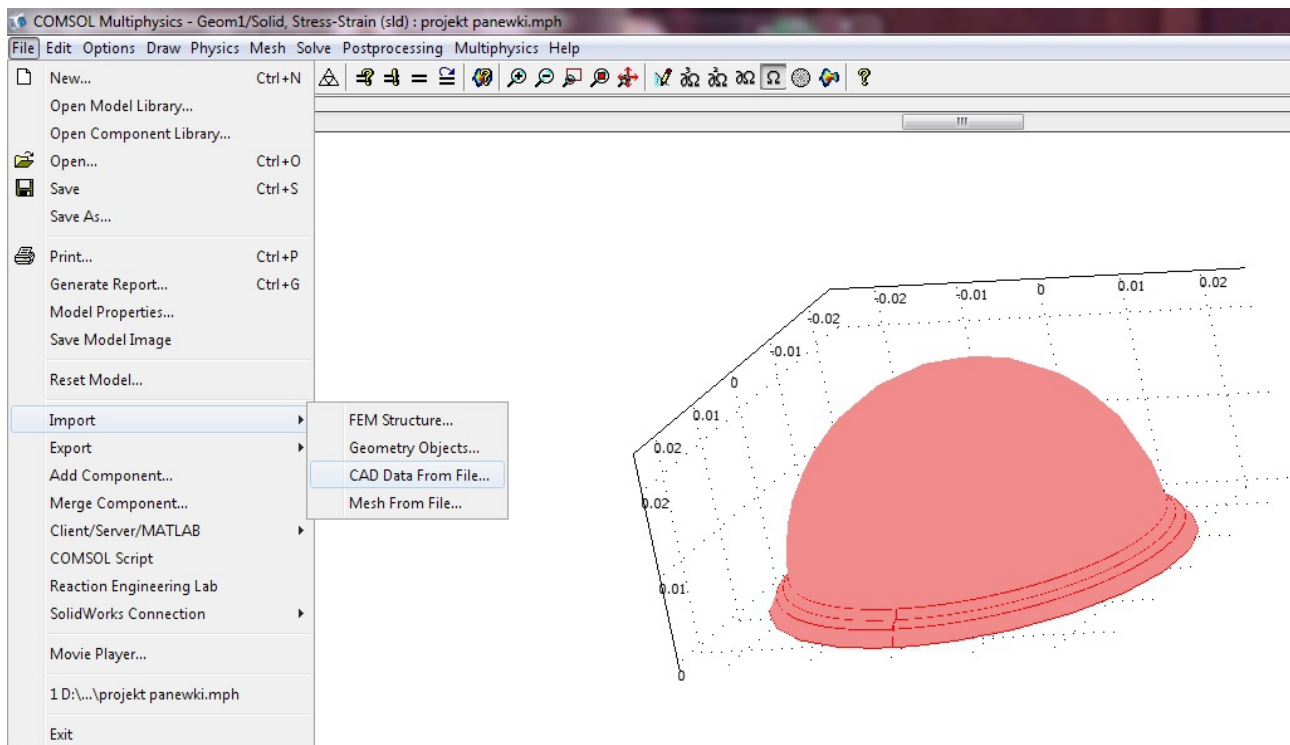 COMSOL Multiphysics - Geom1/Solid, Stress-Strain (sld) : projekt panewki.mph
File Edit Options Draw Physics Mesh Solve Postprocessing Multiphysics Help
New... Ctrl+N
Open Model Library...
Open Component Library...
Open... Ctrl+O
Save Ctrl+S
Save As...
Print... Ctrl+P
Generate Report... Ctrl+G
Model Properties...
Save Model Image
Reset Model...
Import
Export
Add Component...
Merge Component...
Client/Server/MATLAB
COMSOL Script
Reaction Engineering Lab
SolidWorks Connection
Movie Player...
1 D:\...\projekt panewki.mph
Exit
FEM Structure...
Geometry Objects...
CAD Data From File...
Mesh From File...
-0.02 -0.01 0 0.01 0.02
-0.02
-0.01
0
0.01
0.02
0.02
0.01
0